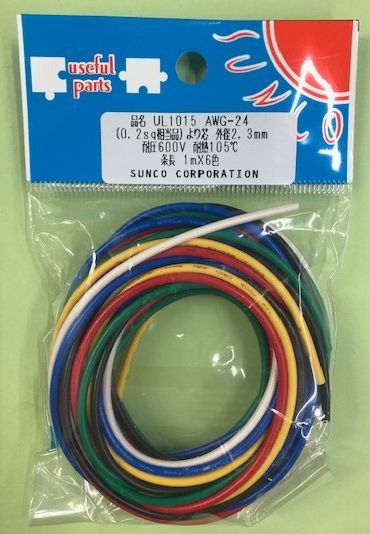 useful
parts
SUNCO
品名 UL1015 AWG-24
(0.2sq相当品)より芯 外径2.3mm
耐圧600V 耐熱105℃
条長 1mX6色
SUNCO CORPORATION